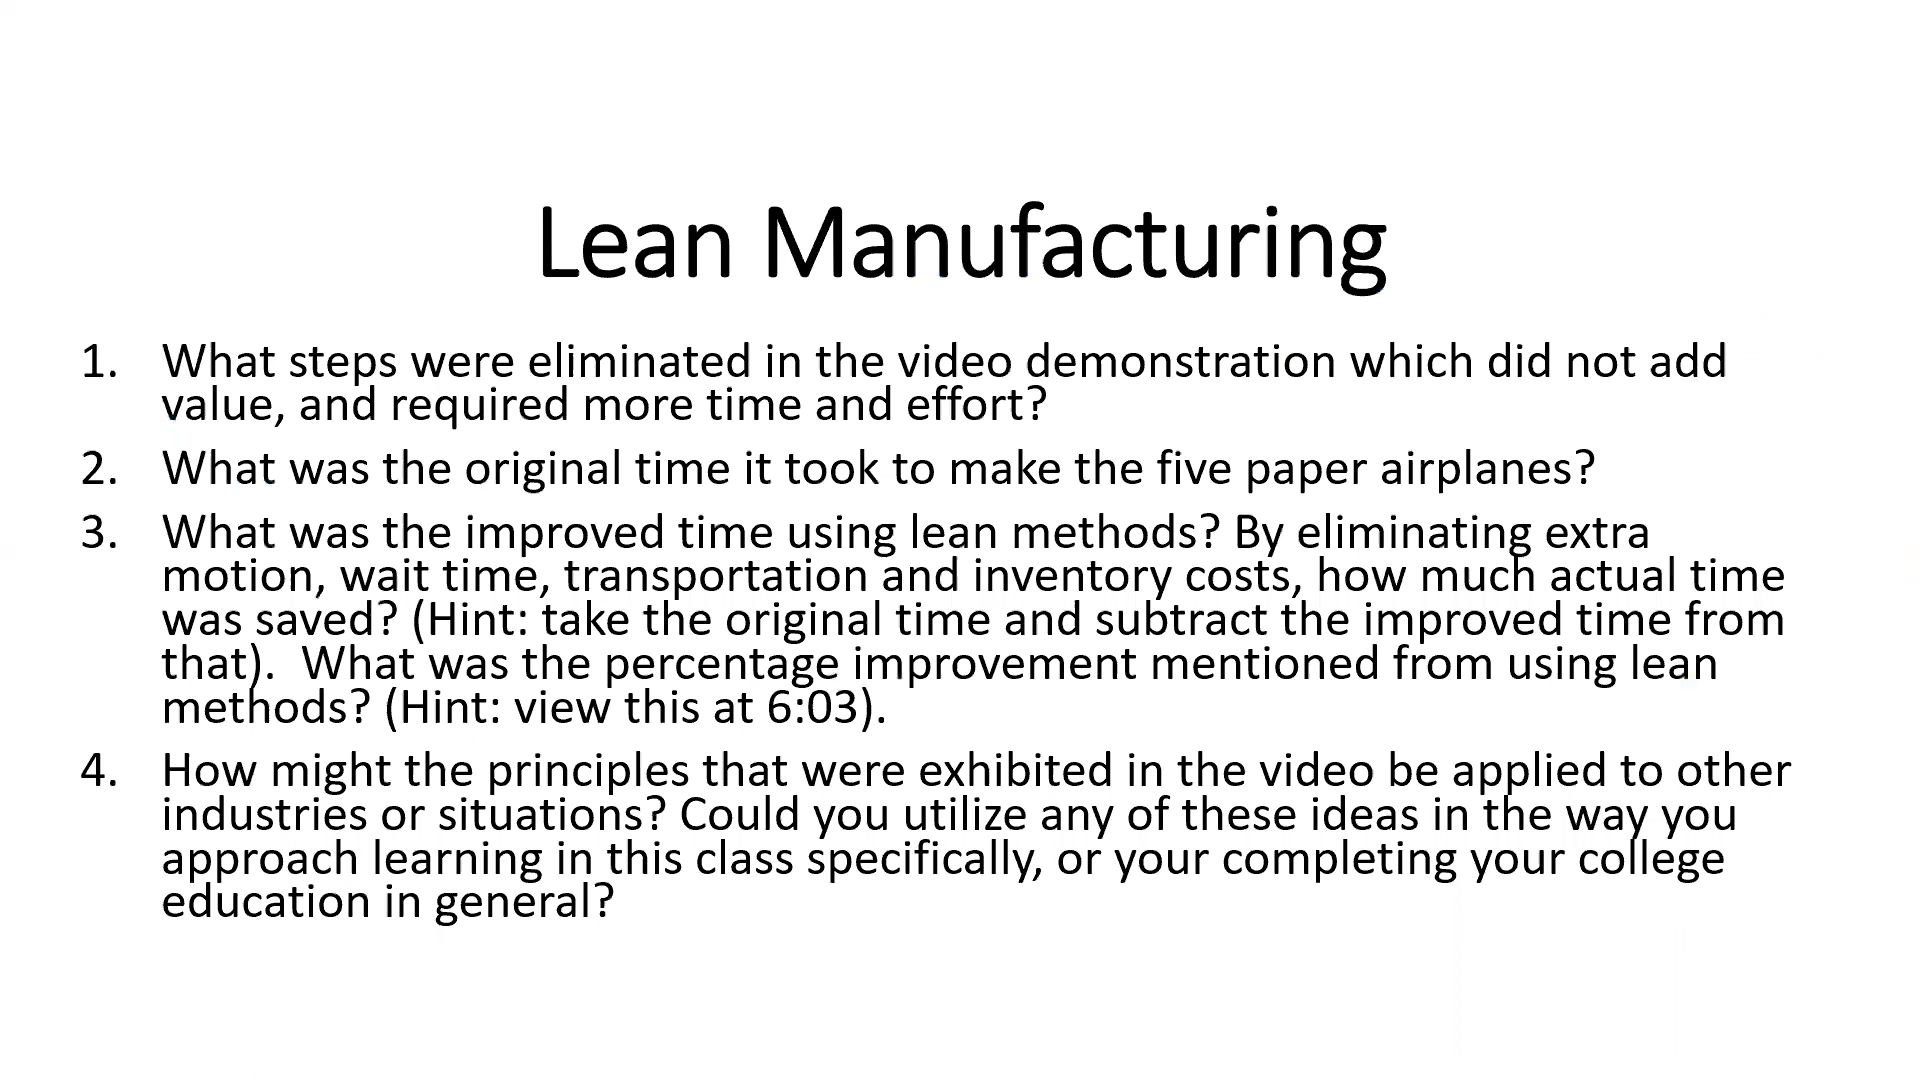 Lean Manufacturing
1. What steps were eliminated in the video demonstration which did not add
value, and required more time and effort?
2. What was the original time it took to make the five paper airplanes?
3. What was the improved time using lean methods? By eliminating extra
motion, wait time, transportation and inventory costs, how much actual time
was saved? (Hint: take the original time and subtract the improved time from
that).  What was the percentage improvement mentioned from using lean
methods? (Hint: view this at 6:03).
4. How might the principles that were exhibited in the video be applied to other
industries or situations? Could you utilize any of these ideas in the way you
approach learning in this class specifically, or your completing your college
education in general?